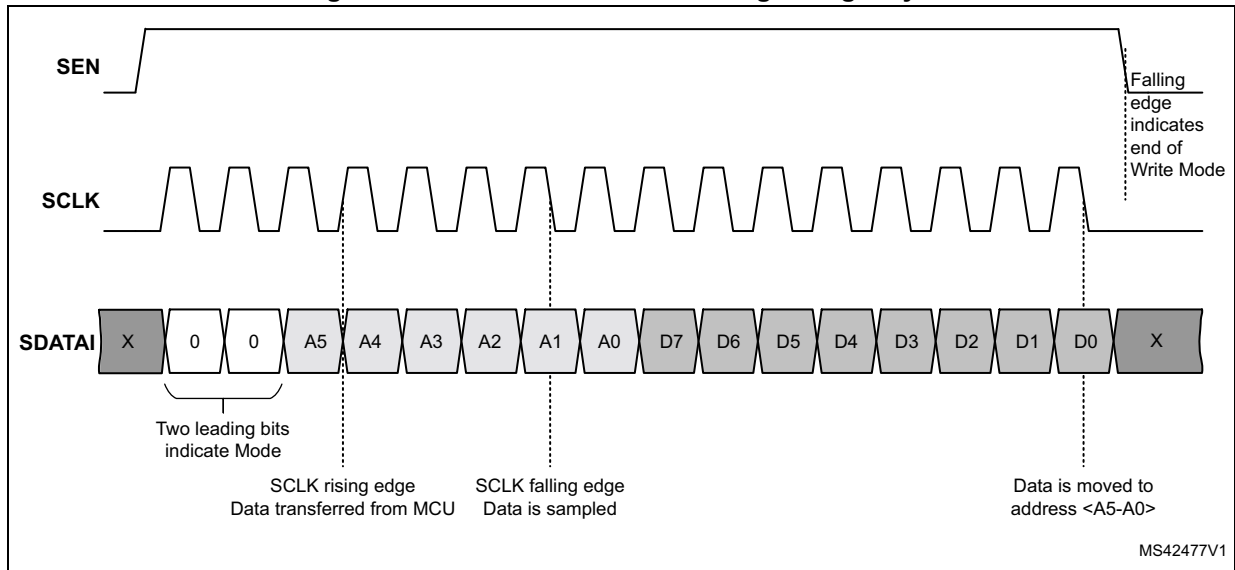 SEN
Falling
edge
indicates
end of
Write Mode
SCLK
SDATAI X 0 0 A5 A4 A3 A2 A1 A0 D7 D6 D5 D4 D3 D2 D1 D0 X
Two leading bits
indicate Mode
SCLK rising edge
Data transferred from MCU
SCLK falling edge
Data is sampled
Data is moved to
address <A5-A0>
MS42477V1